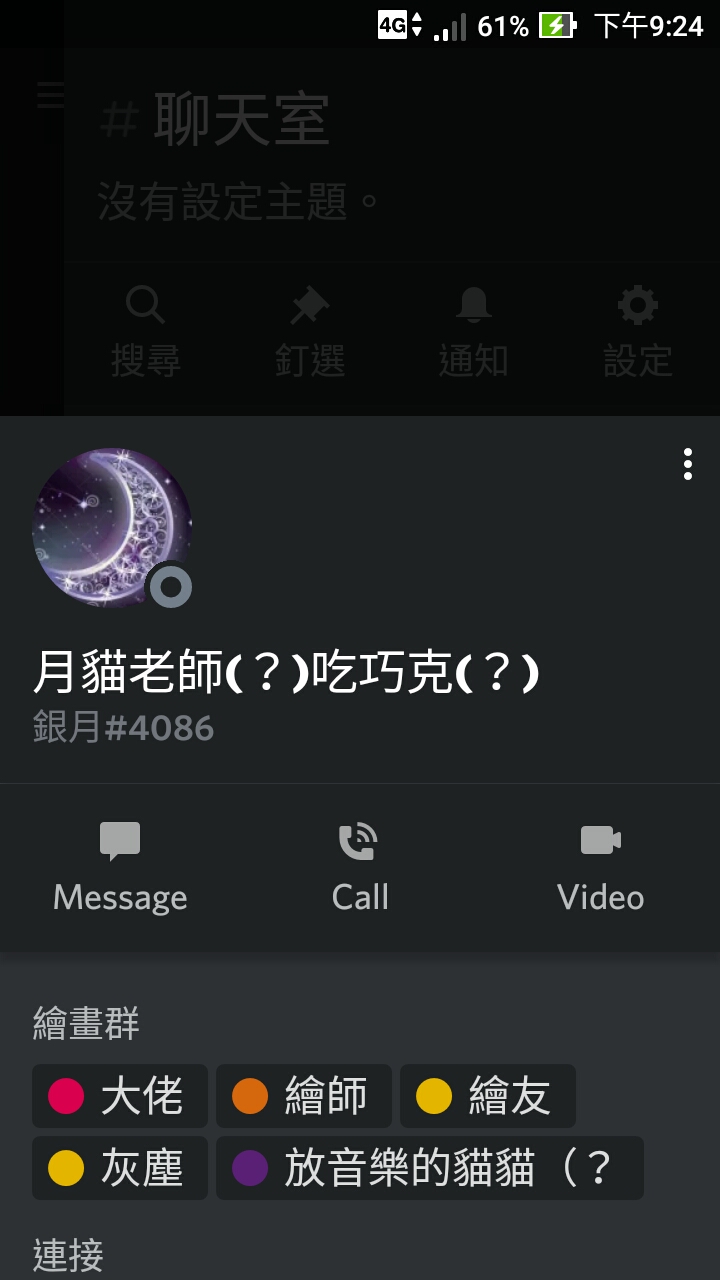 4G 61% 下午9:24
# 聊天室
沒有設定主題。
搜尋 釘選 通知 設定
月貓老師(？)吃巧克(？)
銀月#4086
Message Call Video
繪畫群
大佬 繪師 繪友
灰塵 放音樂的貓貓（？
連接